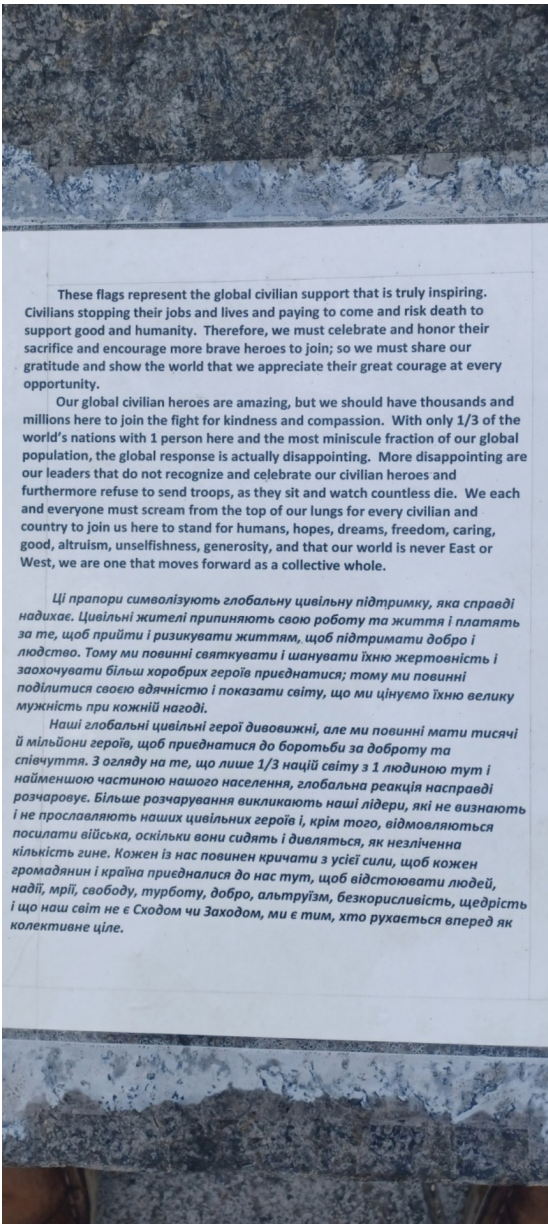 These flags represent the global civilian support that is truly inspiring.
Civilians stopping their jobs and lives and paying to come and risk death to
support good and humanity.  Therefore, we must celebrate and honor their
sacrifice and encourage more brave heroes to join; so we must share our
gratitude and show the world that we appreciate their great courage at every
opportunity.
Our global civilian heroes are amazing, but we should have thousands and
millions here to join the fight for kindness and compassion.  With only 1/3 of the
world's nations with 1 person here and the most miniscule fraction of our global
population, the global response is actually disappointing.  More disappointing are
our leaders that do not recognize and celebrate our civilian heroes and
furthermore refuse to send troops, as they sit and watch countless die.  We each
and everyone must scream from the top of our lungs for every civilian and
country to join us here to stand for humans, hopes, dreams, freedom, caring,
good, altruism, unselfishness, generosity, and that our world is never East or
West, we are one that moves forward as a collective whole.
Ці прапори символізують глобальну цивільну підтримку, яка справді
надихає. Цивільні жителі припиняють свою роботу та життя і платять
за те, щоб прийти і ризикувати життям, щоб підтримати добро і
людство. Тому ми повинні святкувати і шанувати їхню жертовність і
заохочувати більш хоробрих героїв приєднатися; тому ми повинні
поділитися своєю вдячністю і показати світу, що ми цінуємо їхню велику
мужність при кожній нагоді.
Наші глобальні цивільні герої дивовижні, але ми повинні мати тисячі
й мільйони героїв, щоб приєднатися до боротьби за доброту та
співчуття. З огляду на те, що лише 1/3 націй світу з 1 людиною тут і
найменшою частиною нашого населення, глобальна реакція насправді
розчаровує. Більше розчарування викликають наші лідери, які не визнають
і не прославляють наших цивільних героїв і, крім того, відмовляються
посилати війська, оскільки вони сидять і дивляться, як незліченна
кількість гине. Кожен із нас повинен кричати з усієї сили, щоб кожен
громадянин і країна приєдналися до нас тут, щоб відстоювати людей,
надії, мрії, свободу, турботу, добро, альтруїзм, безкорисливість, щедрість
і що наш світ не є Сходом чи Заходом, ми є тим, хто рухається вперед як
колективне ціле.